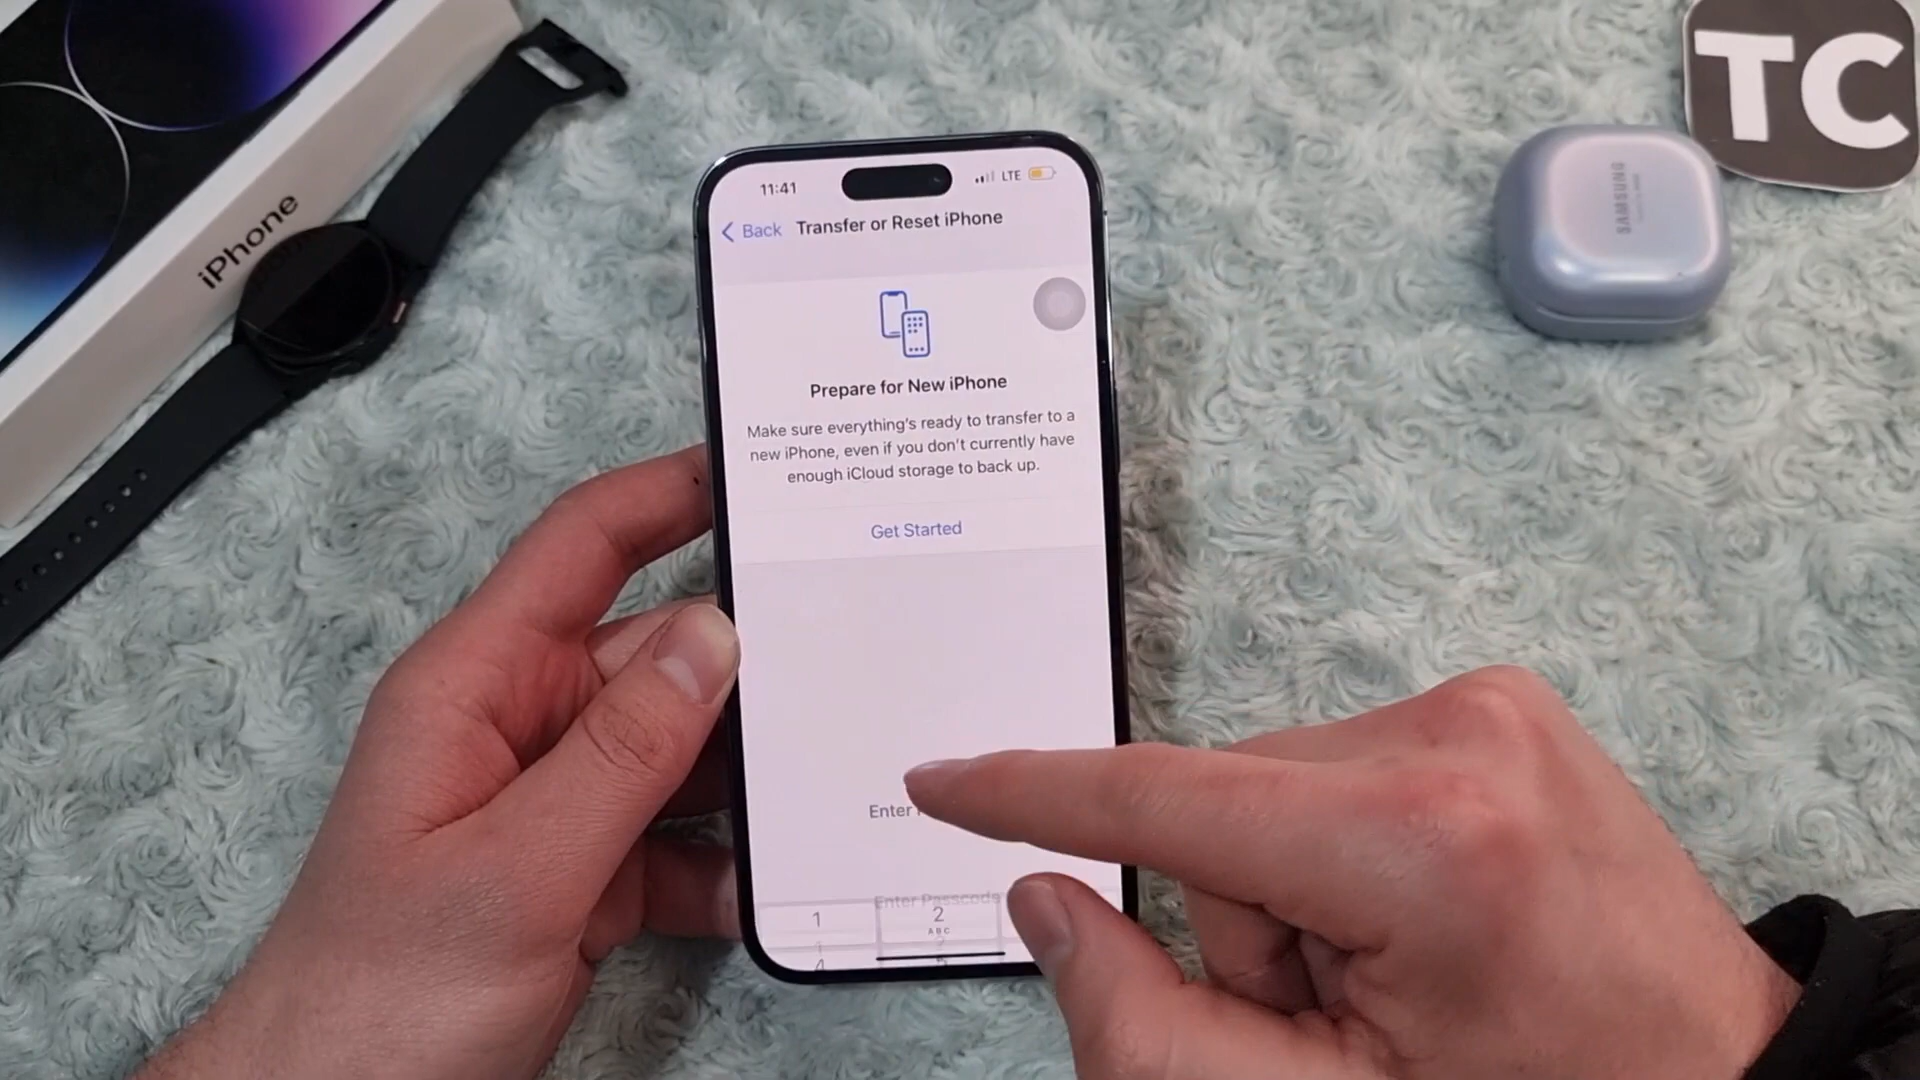 iPhone
TC
SAMSUNG
11:41
LTE
Back
Transfer or Reset iPhone
Prepare for New iPhone
Make sure everything's ready to transfer to a
new iPhone, even if you don't currently have
enough iCloud storage to back up.
Get Started
Enter
Enter Passcode
1
2
ABC
4
5